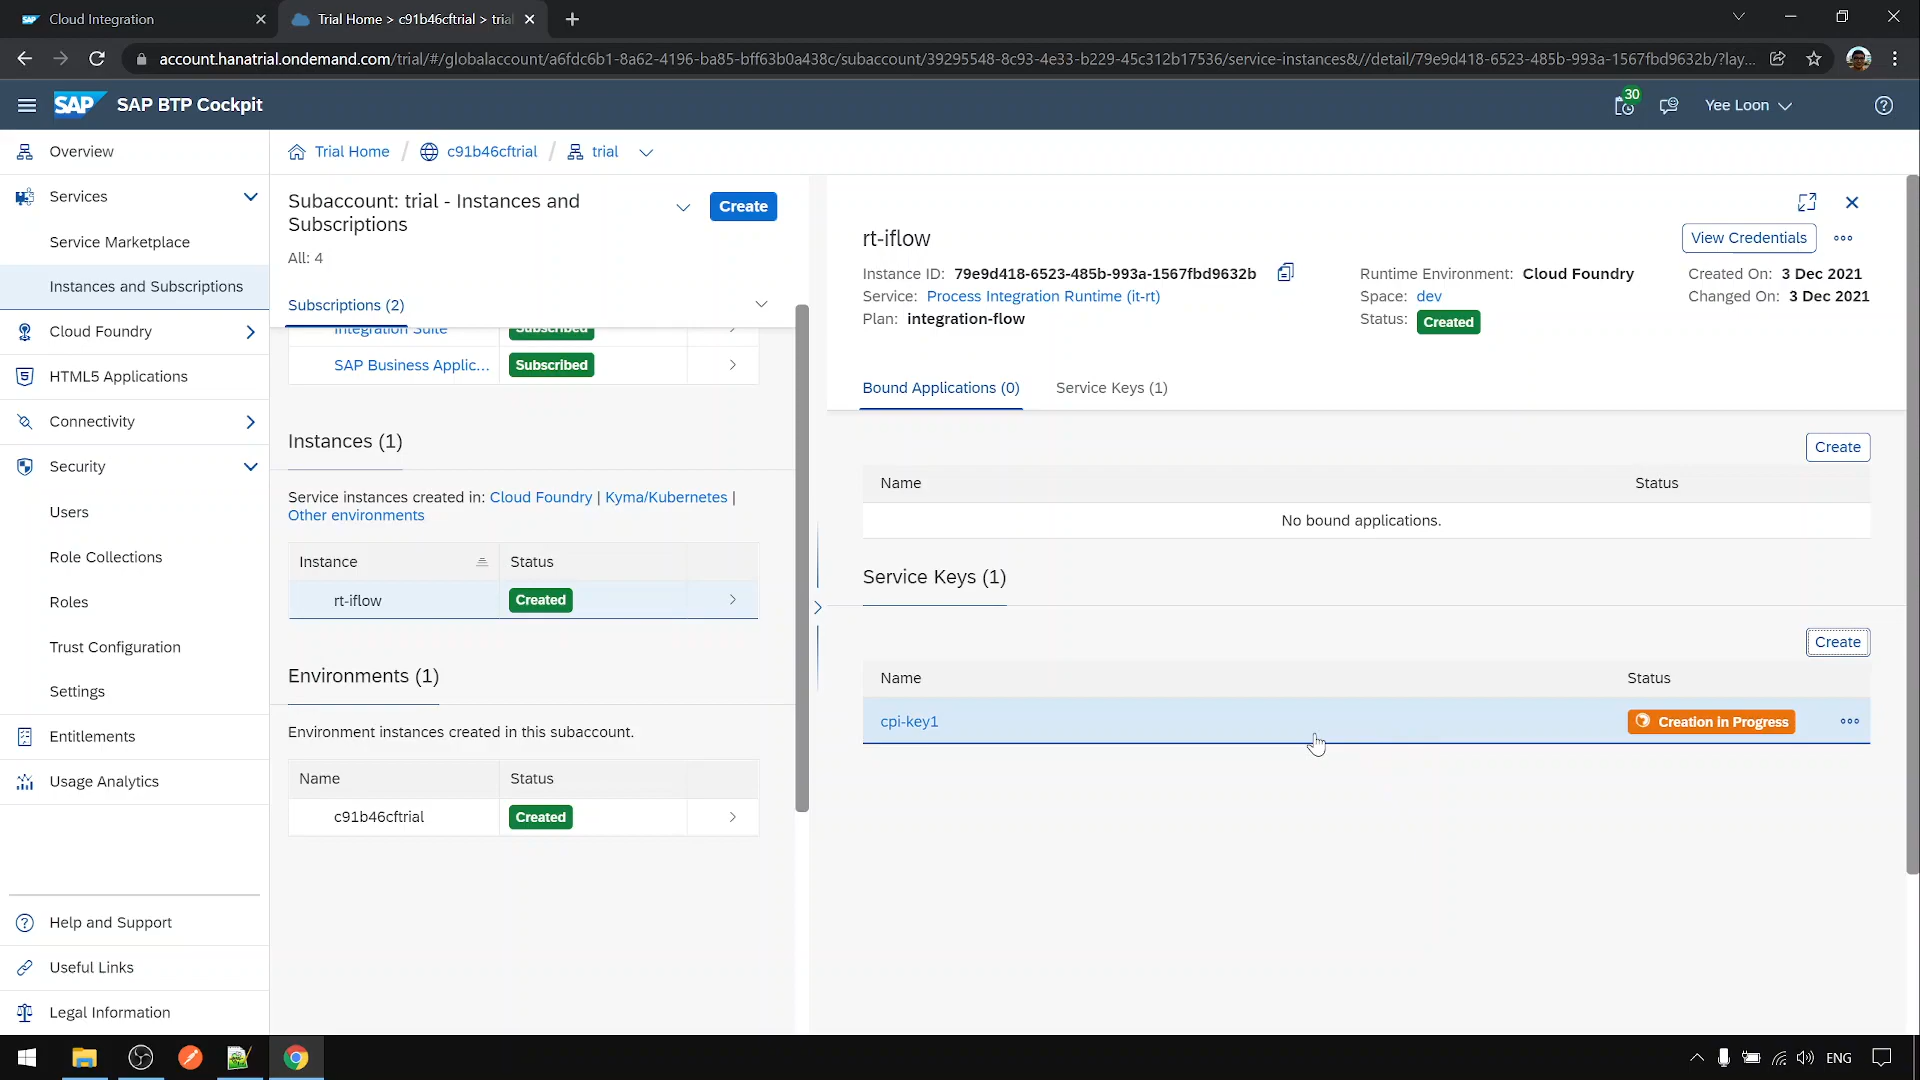 SAP Cloud Integration
Trial Home > c91b46cftrial > trial
account.hanatrial.ondemand.com/trial/#/globalaccount/a6fdc6b1-8a62-4196-ba85-bff63b0a438c/subaccount/39295548-8c93-4e33-b229-45c312b17536/service-instances&//detail/79e9d418-6523-485b-993a-1567fbd9632b/?lay...
SAP SAP BTP Cockpit
30
Yee Loon
Overview
Services
Service Marketplace
Instances and Subscriptions
Cloud Foundry
HTML5 Applications
Connectivity
Security
Users
Role Collections
Roles
Trust Configuration
Settings
Entitlements
Usage Analytics
Help and Support
Useful Links
Legal Information
Trial Home / c91b46cftrial / trial
Subaccount: trial - Instances and
Subscriptions
Create
All: 4
Subscriptions (2)
Integration Suite Subscribed
SAP Business Applic... Subscribed
Instances (1)
Service instances created in: Cloud Foundry | Kyma/Kubernetes |
Other environments
Instance Status
rt-iflow Created
Environments (1)
Environment instances created in this subaccount.
Name Status
c91b46cftrial Created
rt-iflow
View Credentials
Instance ID: 79e9d418-6523-485b-993a-1567fbd9632b
Service: Process Integration Runtime (it-rt)
Plan: integration-flow
Runtime Environment: Cloud Foundry
Space: dev
Status: Created
Created On: 3 Dec 2021
Changed On: 3 Dec 2021
Bound Applications (0) Service Keys (1)
Create
Name Status
No bound applications.
Service Keys (1)
Create
Name Status
cpi-key1 Creation in Progress
ENG